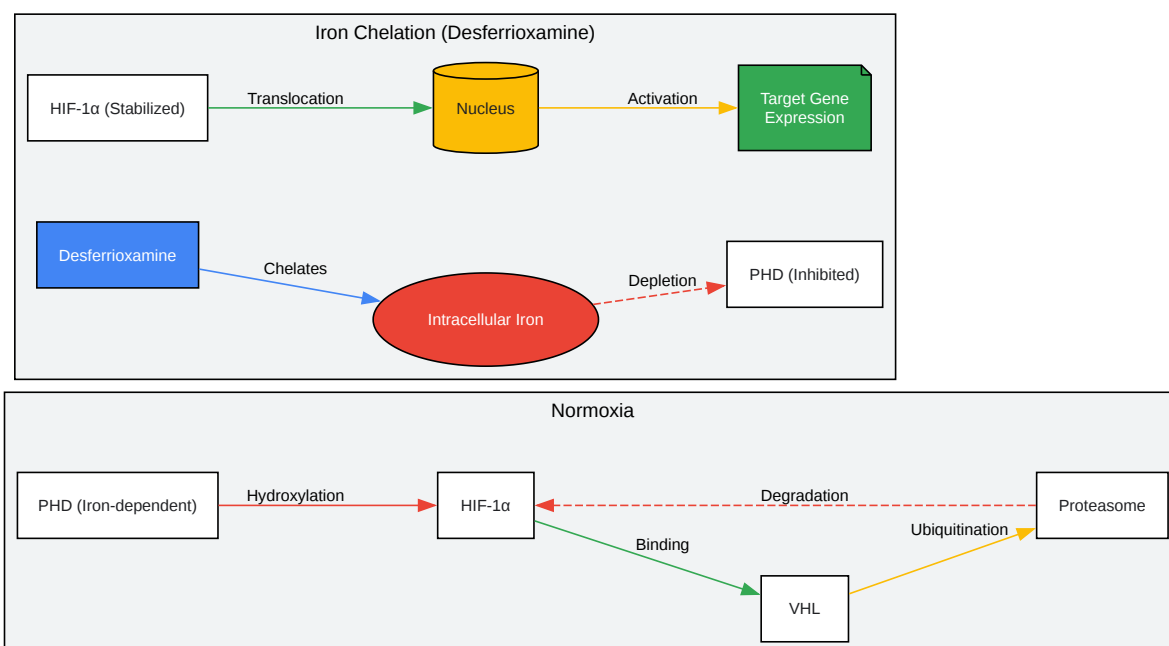 Iron Chelation (Desferrioxamine)
HIF-1α (Stabilized)
Translocation
Nucleus
Activation
Target Gene
Expression
Desferrioxamine
Chelates
Intracellular Iron
Depletion
PHD (Inhibited)
Normoxia
PHD (Iron-dependent)
Hydroxylation
HIF-1α
Degradation
Proteasome
Binding
Ubiquitination
VHL